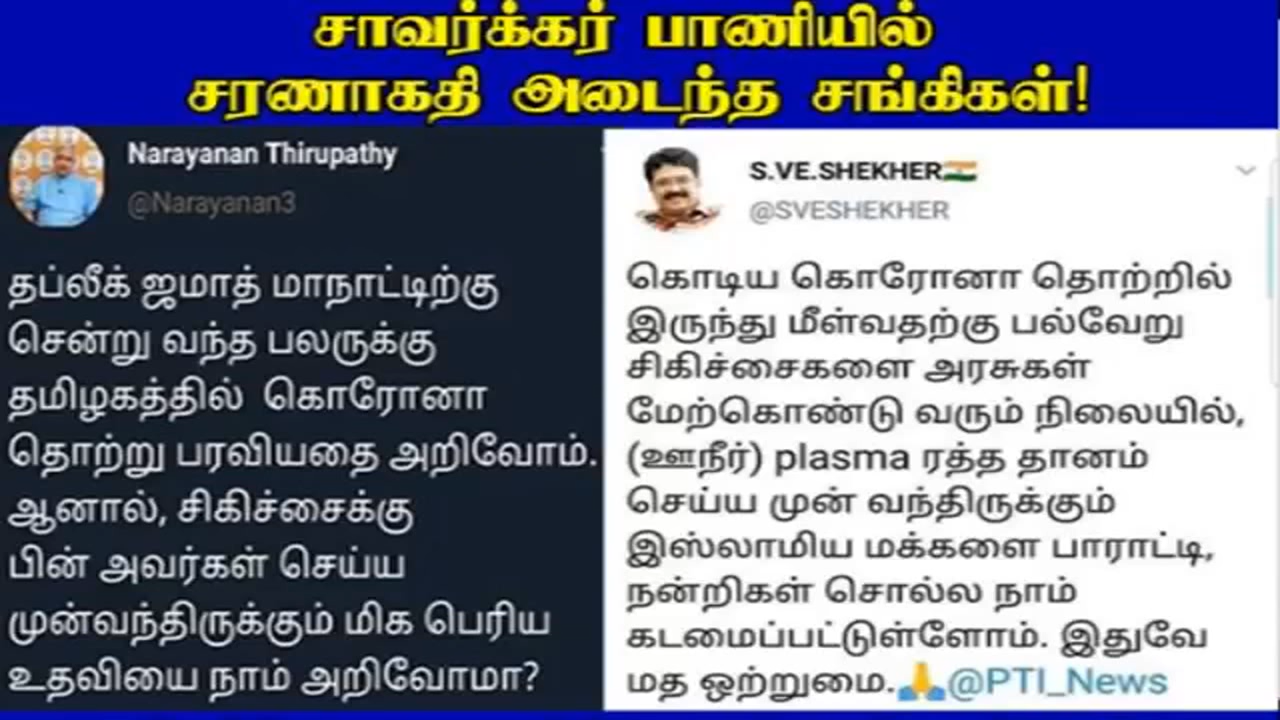 சாவர்க்கர் பாணியில்
சரணாகதி அடைந்த சங்கிகள்!
Narayanan Thirupathy
@Narayanan3
தப்லீக் ஜமாத் மாநாட்டிற்கு
சென்று வந்த பலருக்கு
தமிழகத்தில் கொரோனா
தொற்று பரவியதை அறிவோம்.
ஆனால், சிகிச்சைக்கு
பின் அவர்கள் செய்ய
முன்வந்திருக்கும் மிக பெரிய
உதவியை நாம் அறிவோமா?
S.VE.SHEKHER🇮🇳
@SVESHEKHER
கொடிய கொரோனா தொற்றில்
இருந்து மீள்வதற்கு பல்வேறு
சிகிச்சைகளை அரசுகள்
மேற்கொண்டு வரும் நிலையில்,
(ஊநீர்) plasma ரத்த தானம்
செய்ய முன் வந்திருக்கும்
இஸ்லாமிய மக்களை பாராட்டி,
நன்றிகள் சொல்ல நாம்
கடமைப்பட்டுள்ளோம். இதுவே
மத ஒற்றுமை.🙏@PTI_News